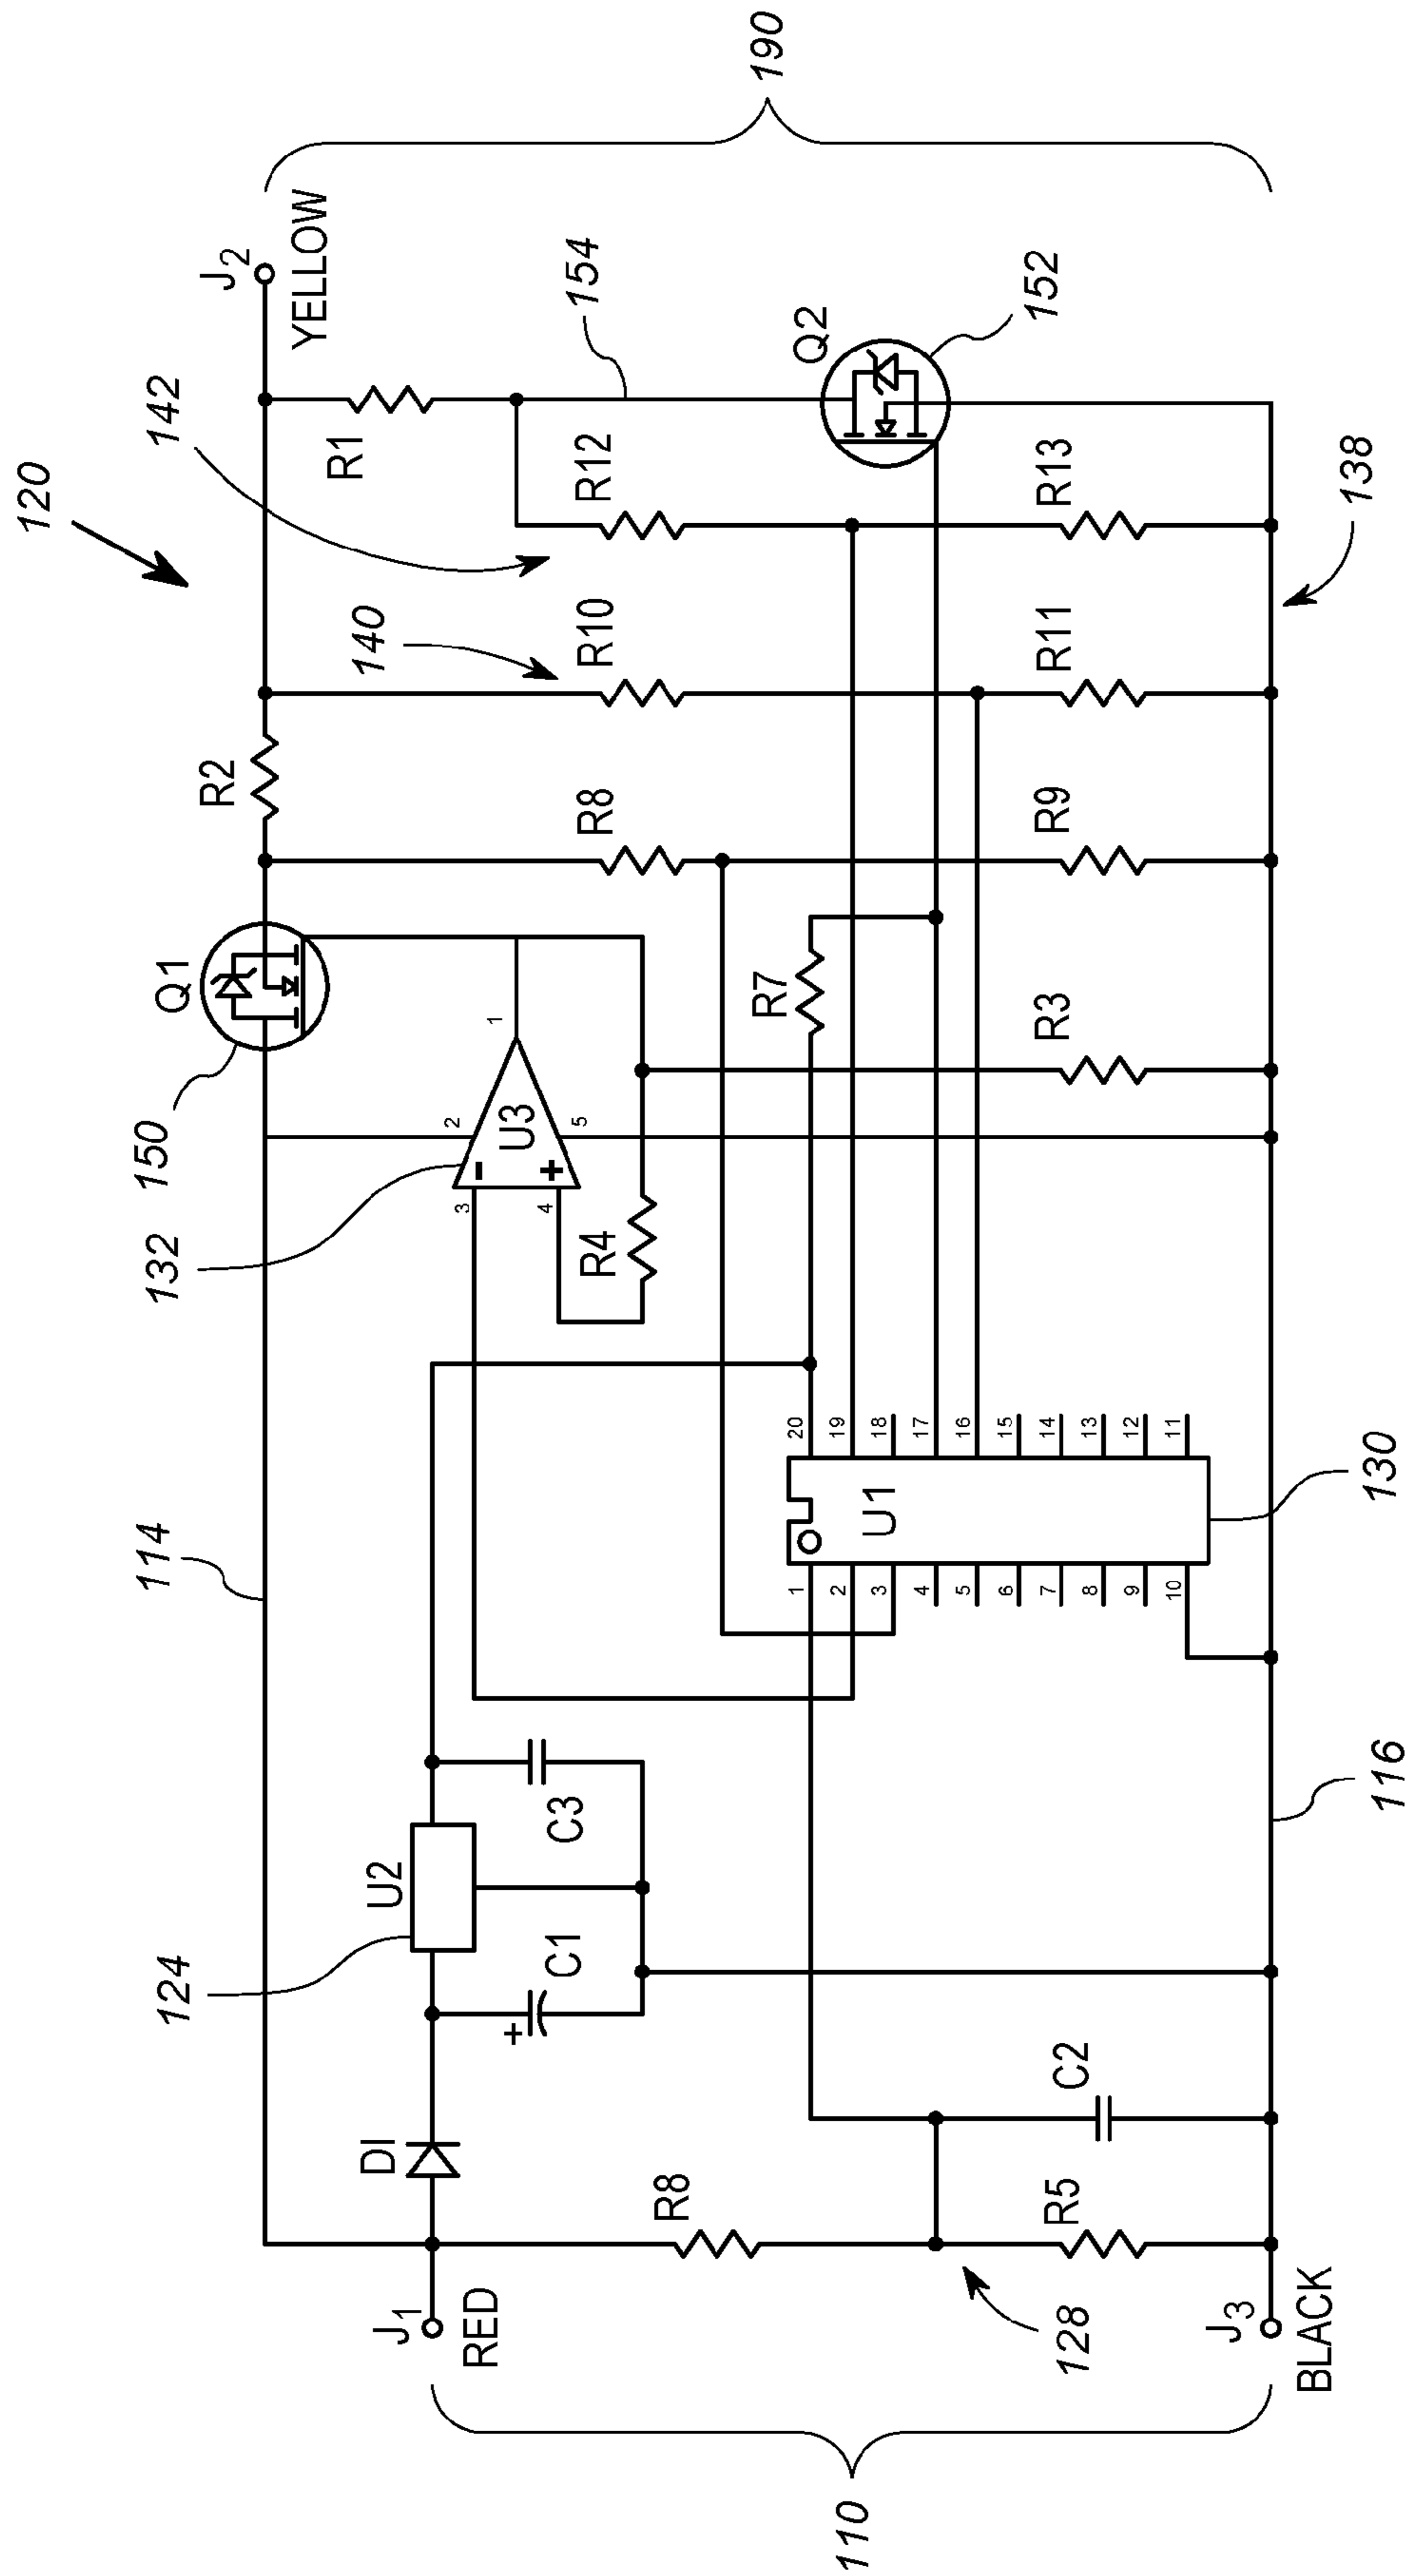 120
142
190
J2
YELLOW
Q1
R2
R1
150
114
140
154
124
132
U2
DI
C1
C3
2
1
3
4
5
U3
R4
R8
R10
R12
Q2
152
J1
RED
R8
R7
1
2
3
4
5
6
7
8
9
10
U1
20
19
18
17
16
15
14
13
12
11
110
128
R5
C2
R3
R9
R11
R13
J3
BLACK
116
130
138
+
-
+